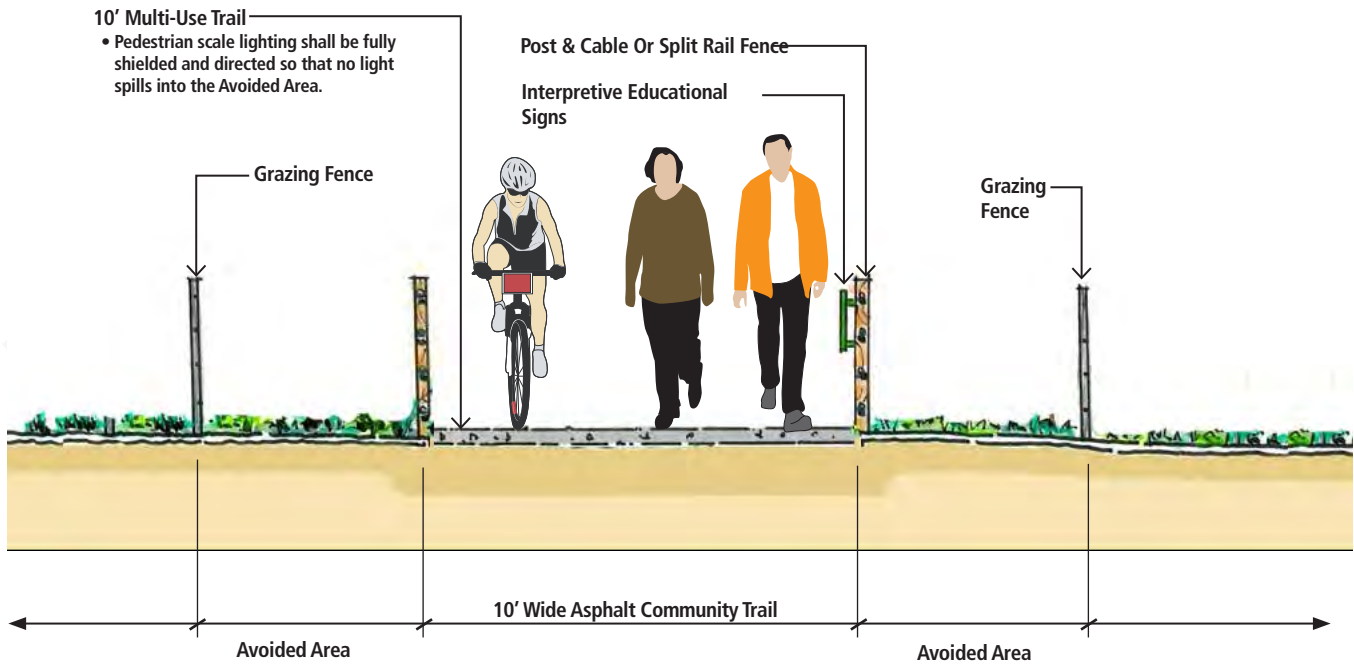 10’ Multi-Use Trail
• Pedestrian scale lighting shall be fully
shielded and directed so that no light
spills into the Avoided Area.
Post & Cable Or Split Rail Fence
Interpretive Educational
Signs
Grazing Fence
Grazing
Fence
10’ Wide Asphalt Community Trail
Avoided Area
Avoided Area